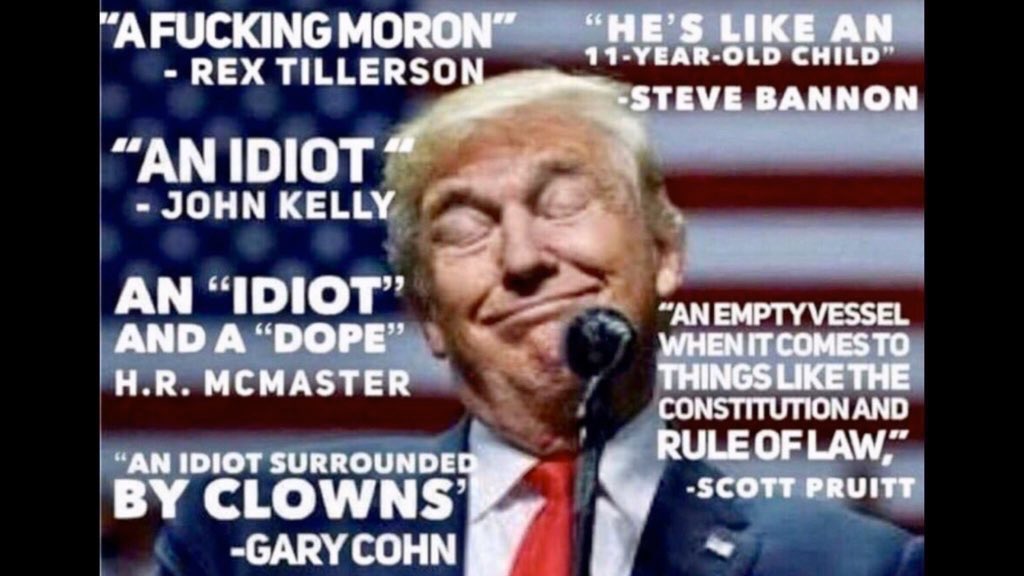 "A FUCKING MORON"
- REX TILLERSON
"AN IDIOT "
- JOHN KELLY
AN "IDIOT"
AND A "DOPE"
H.R. MCMASTER
"AN IDIOT SURROUNDED
BY CLOWNS"
-GARY COHN
"HE'S LIKE AN
11-YEAR-OLD CHILD"
-STEVE BANNON
"AN EMPTY VESSEL
WHEN IT COMES TO
THINGS LIKE THE
CONSTITUTION AND
RULE OF LAW,"
-SCOTT PRUITT